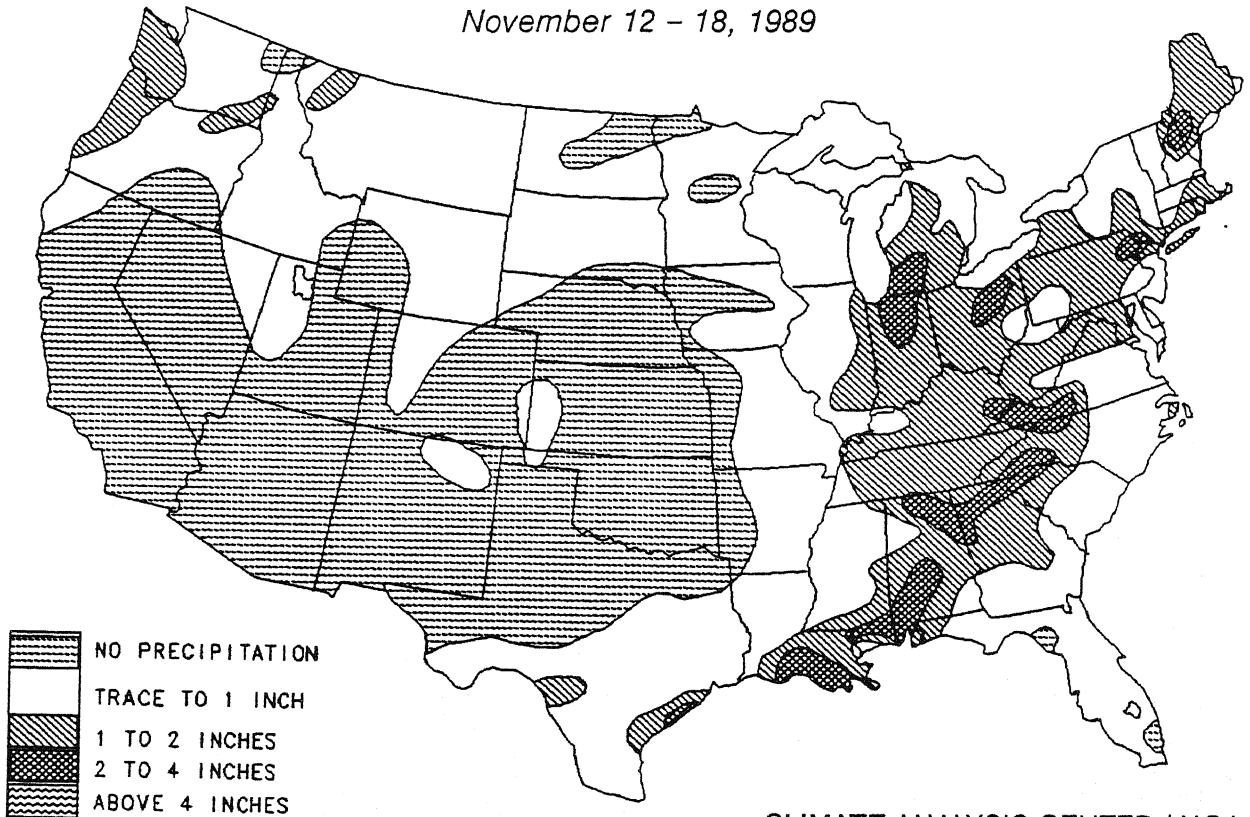 November 12 – 18, 1989
NO PRECIPITATION
TRACE TO 1 INCH
1 TO 2 INCHES
2 TO 4 INCHES
ABOVE 4 INCHES